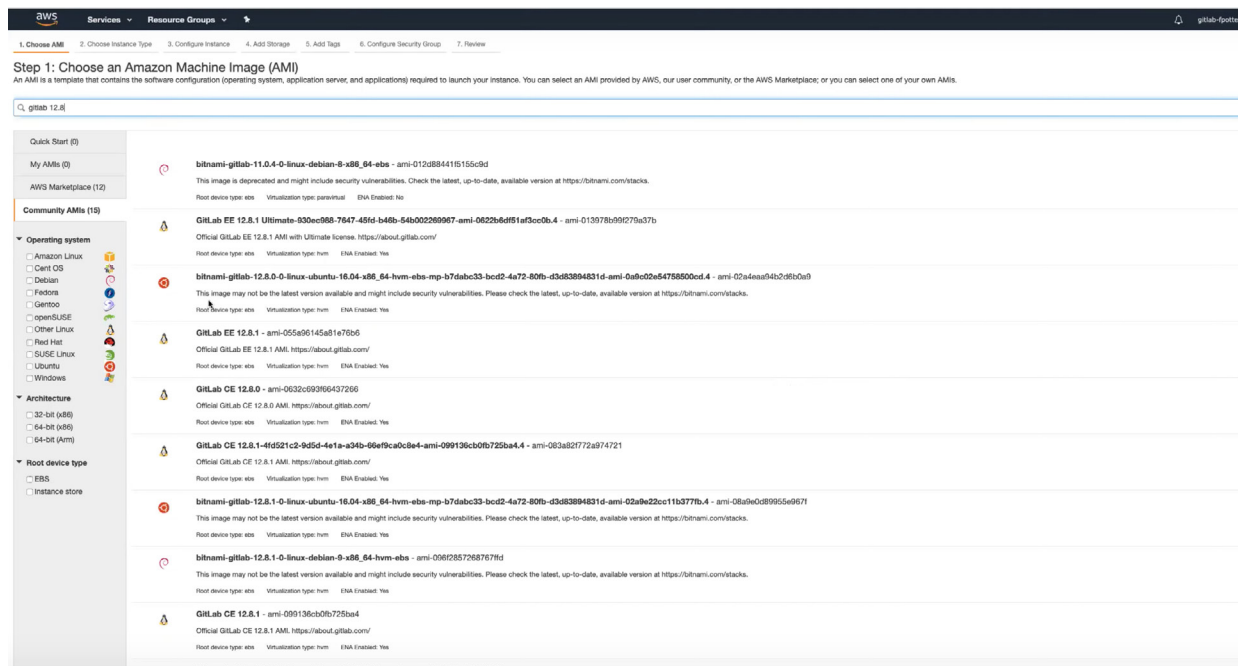 aws
Services Resource Groups gitlab-fpotte
1. Choose AMI 2. Choose Instance Type 3. Configure Instance 4. Add Storage 5. Add Tags 6. Configure Security Group 7. Review
Step 1: Choose an Amazon Machine Image (AMI)
An AMI is a template that contains the software configuration (operating system, application server, and applications) required to launch your instance. You can select an AMI provided by AWS, our user community, or the AWS Marketplace; or you can select one of your own AMIs.
gitlab 12.8
Quick Start (0)
My AMIs (0)
AWS Marketplace (12)
Community AMIs (15)
Operating system
Amazon Linux
Cent OS
Debian
Fedora
Gentoo
openSUSE
Other Linux
Red Hat
SUSE Linux
Ubuntu
Windows
Architecture
32-bit (x86)
64-bit (x86)
64-bit (Arm)
Root device type
EBS
Instance store
bitnami-gitlab-11.0.4-0-linux-debian-8-x86_64-ebs - ami-012d88441f5155c9d
This image is deprecated and might include security vulnerabilities. Check the latest, up-to-date, available version at https://bitnami.com/stacks.
Root device type: ebs Virtualization type: paravirtual ENA Enabled: No
GitLab EE 12.8.1 Ultimate-930ec988-7647-45fd-b46b-54b002269967-ami-0622b6df51af3cc0b.4 - ami-013978b99f279a37b
Official GitLab EE 12.8.1 AMI with Ultimate license. https://about.gitlab.com/
Root device type: ebs Virtualization type: hvm ENA Enabled: Yes
bitnami-gitlab-12.8.0-0-linux-ubuntu-16.04-x86_64-hvm-ebs-mp-b7dabc33-bcd2-4a72-80fb-d3d83894831d-ami-0a9c02e54758500cd.4 - ami-02a4eaa94b2d6b0a9
This image may not be the latest version available and might include security vulnerabilities. Please check the latest, up-to-date, available version at https://bitnami.com/stacks.
Root device type: ebs Virtualization type: hvm ENA Enabled: Yes
GitLab EE 12.8.1 - ami-055a96145a81e76b6
Official GitLab EE 12.8.1 AMI. https://about.gitlab.com/
Root device type: ebs Virtualization type: hvm ENA Enabled: Yes
GitLab CE 12.8.0 - ami-0632c693f66437266
Official GitLab CE 12.8.0 AMI. https://about.gitlab.com/
Root device type: ebs Virtualization type: hvm ENA Enabled: Yes
GitLab CE 12.8.1-4fd521c2-9d5d-4e1a-a34b-66ef9ca0c8e4-ami-099136cb0fb725ba4.4 - ami-083a82f772a974721
Official GitLab CE 12.8.1 AMI. https://about.gitlab.com/
Root device type: ebs Virtualization type: hvm ENA Enabled: Yes
bitnami-gitlab-12.8.1-0-linux-ubuntu-16.04-x86_64-hvm-ebs-mp-b7dabc33-bcd2-4a72-80fb-d3d83894831d-ami-02a9e22cc11b377fb.4 - ami-08a9e0d89955e967f
This image may not be the latest version available and might include security vulnerabilities. Please check the latest, up-to-date, available version at https://bitnami.com/stacks.
Root device type: ebs Virtualization type: hvm ENA Enabled: Yes
bitnami-gitlab-12.8.1-0-linux-debian-9-x86_64-hvm-ebs - ami-096f2857268767ffd
This image may not be the latest version available and might include security vulnerabilities. Please check the latest, up-to-date, available version at https://bitnami.com/stacks.
Root device type: ebs Virtualization type: hvm ENA Enabled: Yes
GitLab CE 12.8.1 - ami-099136cb0fb725ba4
Official GitLab CE 12.8.1 AMI. https://about.gitlab.com/
Root device type: ebs Virtualization type: hvm ENA Enabled: Yes